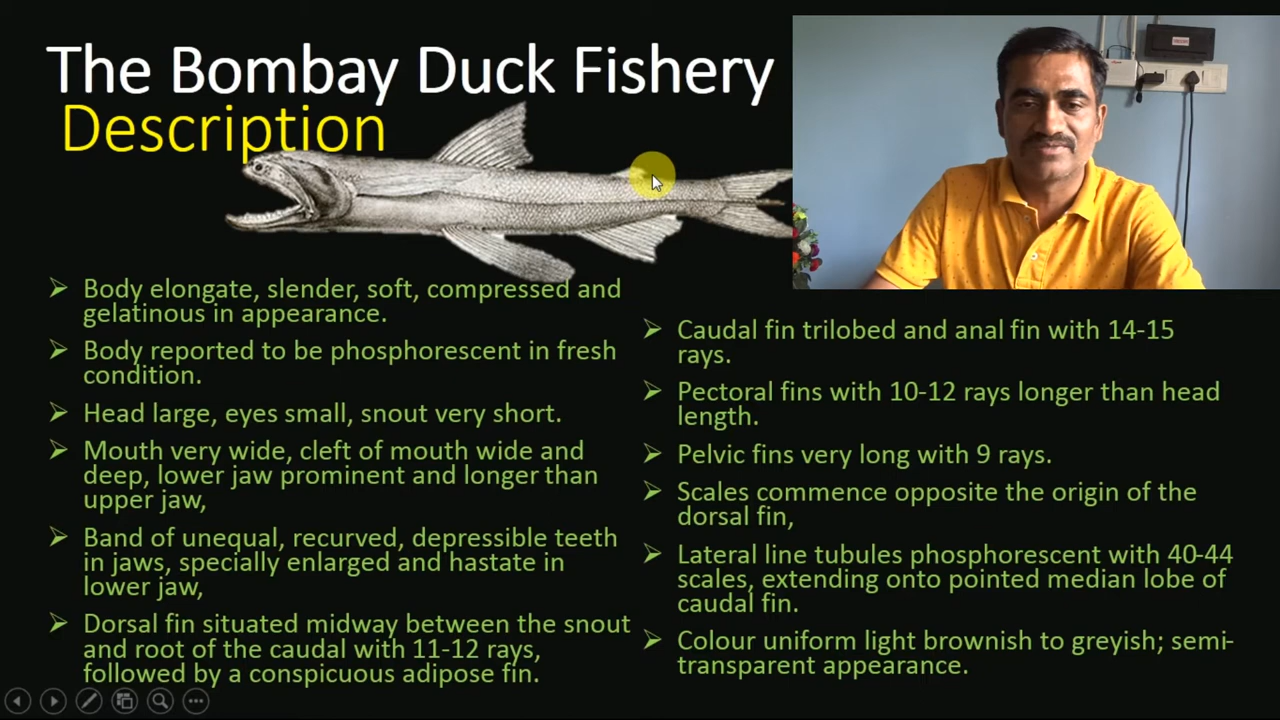 The Bombay Duck Fishery
Description
➢ Body elongate, slender, soft, compressed and
gelatinous in appearance.
➢ Body reported to be phosphorescent in fresh
condition.
➢ Head large, eyes small, snout very short.
➢ Mouth very wide, cleft of mouth wide and
deep, lower jaw prominent and longer than
upper jaw,
➢ Band of unequal, recurved, depressible teeth
in jaws, specially enlarged and hastate in
lower jaw,
➢ Dorsal fin situated midway between the snout
and root of the caudal with 11-12 rays,
followed by a conspicuous adipose fin.
➢ Caudal fin trilobed and anal fin with 14-15
rays.
➢ Pectoral fins with 10-12 rays longer than head
length.
➢ Pelvic fins very long with 9 rays.
➢ Scales commence opposite the origin of the
dorsal fin,
➢ Lateral line tubules phosphorescent with 40-44
scales, extending onto pointed median lobe of
caudal fin.
➢ Colour uniform light brownish to greyish; semi-
transparent appearance.